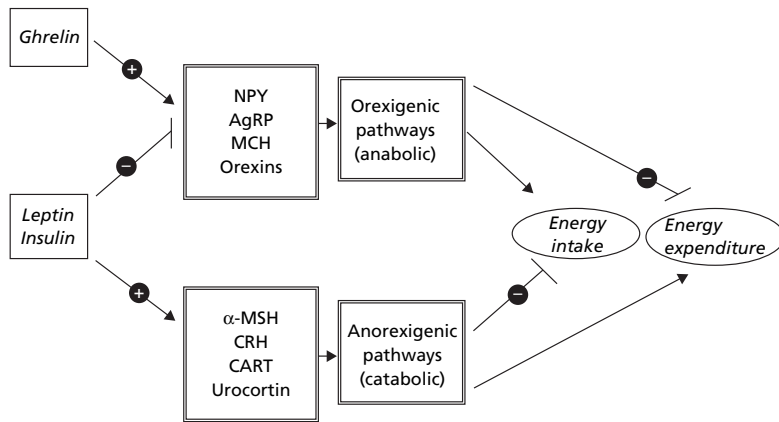 Ghrelin
+
NPY
AgRP
MCH
Orexins
Orexigenic
pathways
(anabolic)
−
−
Leptin
Insulin
Energy
intake
Energy
expenditure
+
−
α-MSH
CRH
CART
Urocortin
Anorexigenic
pathways
(catabolic)